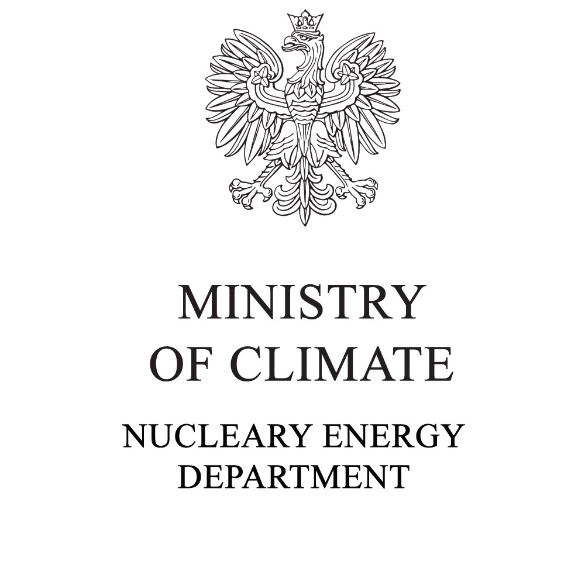 MINISTRY
OF CLIMATE
NUCLEARY ENERGY
DEPARTMENT